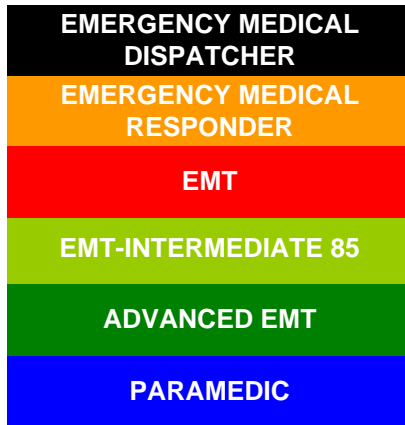 EMERGENCY MEDICAL
DISPATCHER
EMERGENCY MEDICAL
RESPONDER
EMT
EMT-INTERMEDIATE 85
ADVANCED EMT
PARAMEDIC